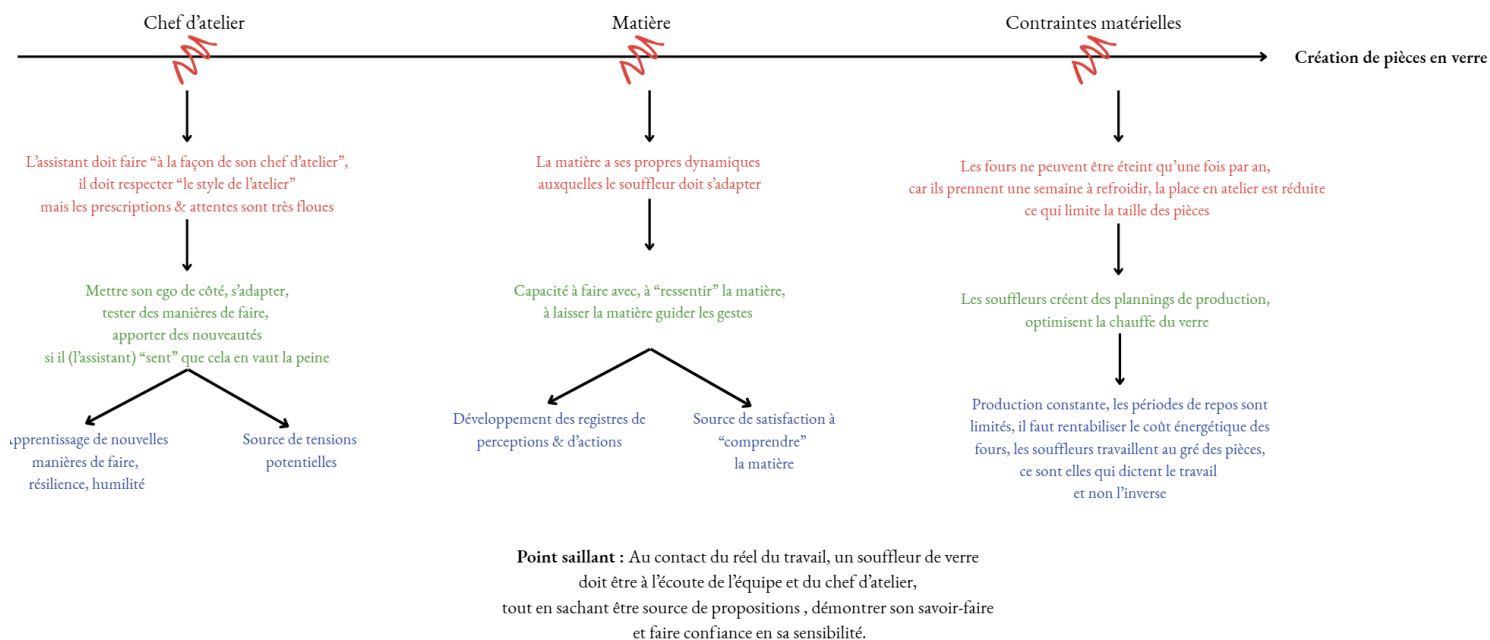 Chef d’atelier
Matière
Contraintes matérielles
Création de pièces en verre
L’assistant doit faire “à la façon de son chef d’atelier”,
il doit respecter “le style de l’atelier”
mais les prescriptions & attentes sont très floues
Mettre son ego de côté, s’adapter,
tester des manières de faire,
apporter des nouveautés
si il (l’assistant) “sent” que cela en vaut la peine
Apprentissage de nouvelles
manières de faire,
résilience, humilité
Source de tensions
potentielles
La matière a ses propres dynamiques
auxquelles le souffleur doit s’adapter
Capacité à faire avec, à “ressentir” la matière,
à laisser la matière guider les gestes
Développement des registres de
perceptions & d’actions
Source de satisfaction à
“comprendre”
la matière
Les fours ne peuvent être éteint qu’une fois par an,
car ils prennent une semaine à refroidir, la place en atelier est réduite
ce qui limite la taille des pièces
Les souffleurs créent des plannings de production,
optimisent la chauffe du verre
Production constante, les périodes de repos sont
limités, il faut rentabiliser le coût énergétique des
fours, les souffleurs travaillent au gré des pièces,
ce sont elles qui dictent le travail
et non l’inverse
Point saillant : Au contact du réel du travail, un souffleur de verre
doit être à l’écoute de l’équipe et du chef d’atelier,
tout en sachant être source de propositions , démontrer son savoir-faire
et faire confiance en sa sensibilité.